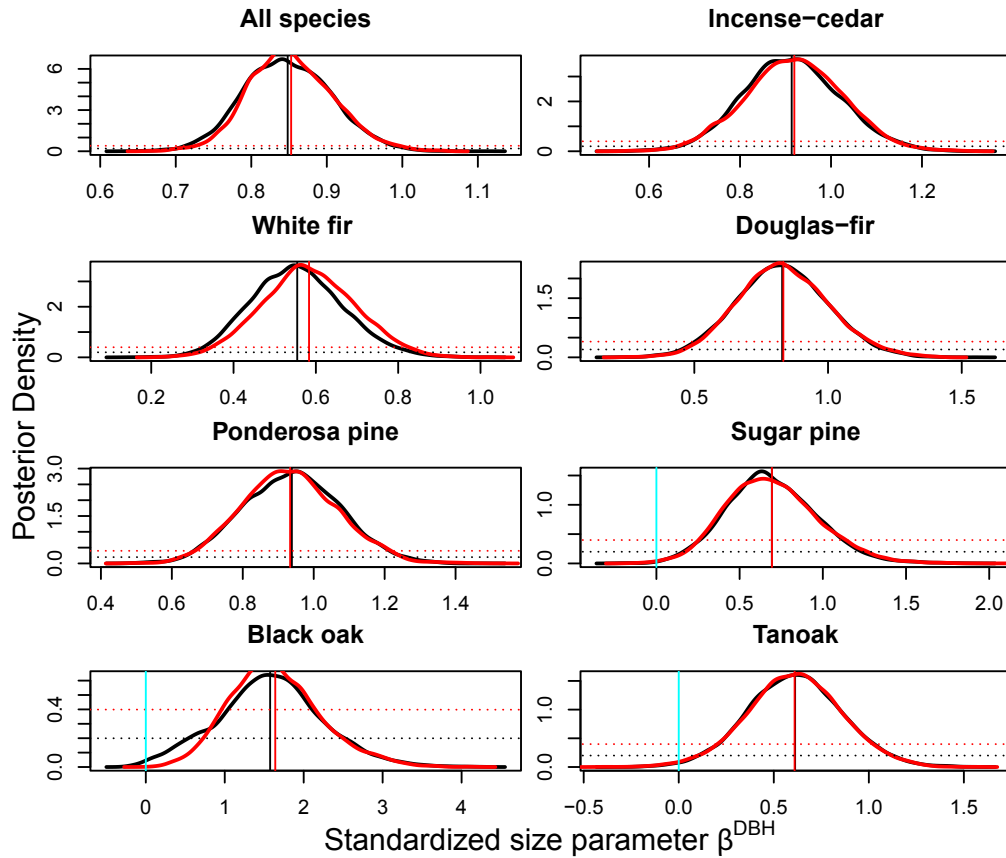 All species
Incense−cedar
0 3 6
0 2
0.6 0.7 0.8 0.9 1.0 1.1
0.6 0.8 1.0 1.2
White fir
Douglas−fir
0 2
0.0 1.5
0.2 0.4 0.6 0.8 1.0
0.5 1.0 1.5
Ponderosa pine
Sugar pine
0.0 1.5 3.0
0.0 1.0
0.4 0.6 0.8 1.0 1.2 1.4
0.0 0.5 1.0 1.5 2.0
Black oak
Tanoak
0.0 0.4
0.0 1.0
0 1 2 3 4
−0.5 0.0 0.5 1.0 1.5
Posterior Density
Standardized size parameter β^DBH